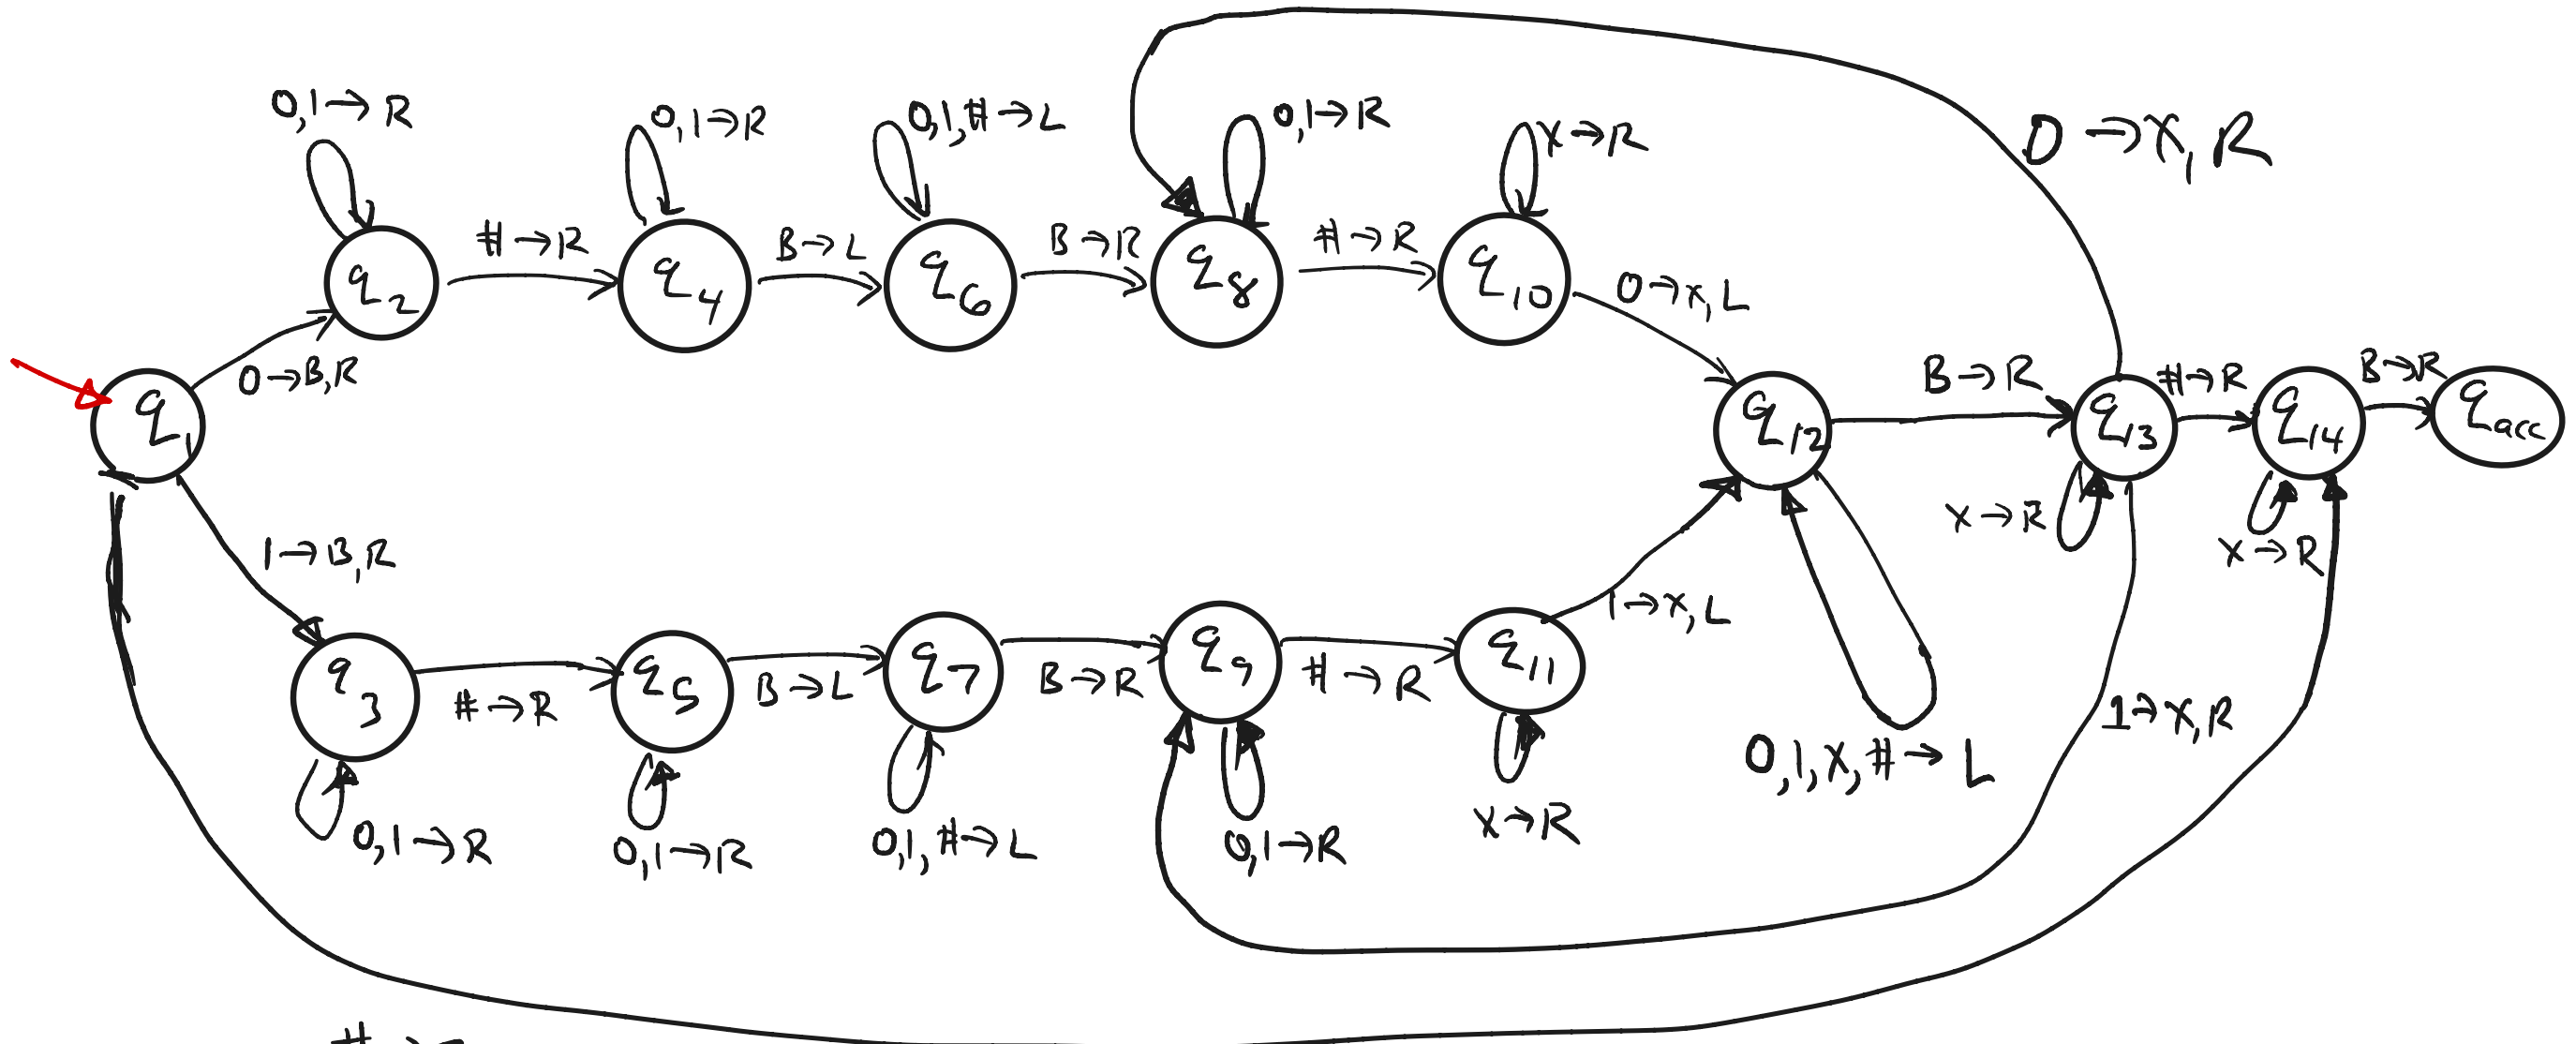 0 → X, R
0,1 → R
0,1 → R
0,1,# → L
0,1 → R
X → R
# → R
B → L
B → R
# → R
q2
q4
q6
q8
q10
0 → X, L
0 → B, R
B → R
# → R
B → R
q1
q12
q13
q14
qacc
X → R
X → R
1 → B, R
1 → X, L
q3
q5
q7
q9
q11
# → R
B → L
B → R
# → R
1 → X, R
0,1,X,# → L
0,1 → R
0,1 → R
0,1,# → L
0,1 → R
X → R